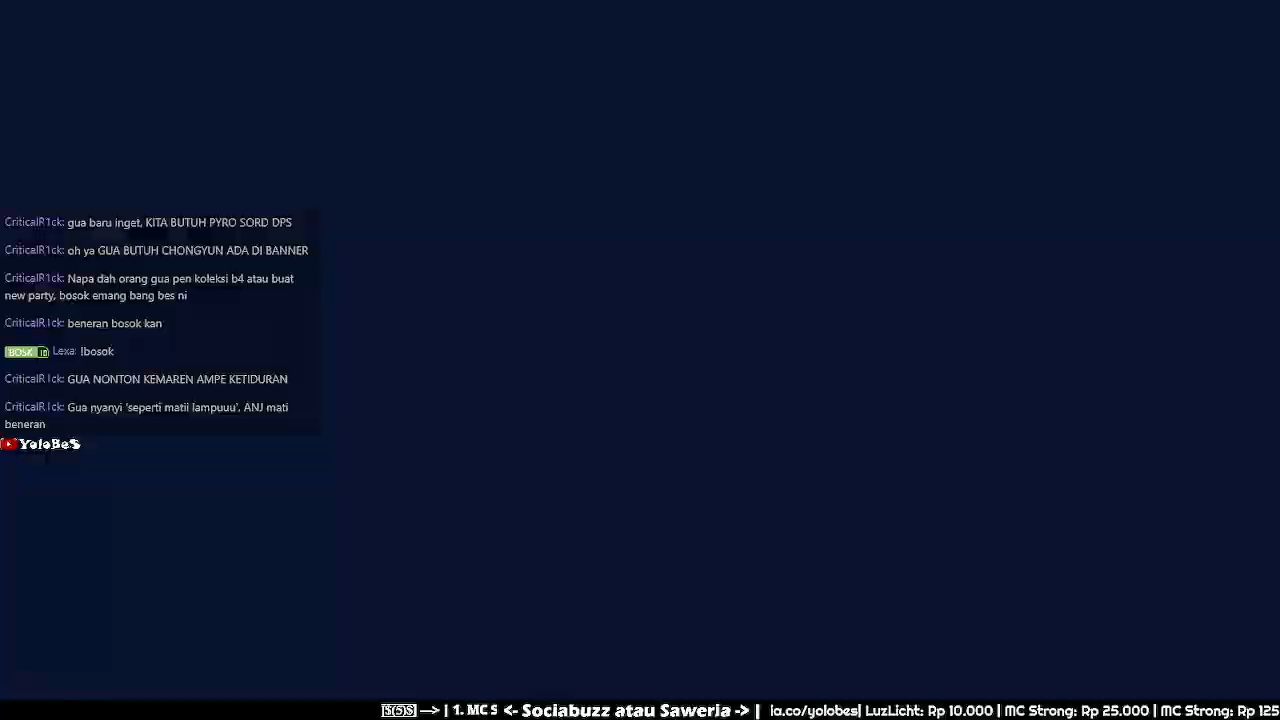 CriticalR1ck: gua baru inget, KITA BUTUH PYRO SORD DPS
CriticalR1ck: oh ya GUA BUTUH CHONGYUN ADA DI BANNER
CriticalR1ck: Napa dah orang gua pen koleksi b4 atau buat
new party, bosok emang bang bes ni
CriticalR1ck: beneran bosok kan
BOSK Lexa: !bosok
CriticalR1ck: GUA NONTON KEMAREN AMPE KETIDURAN
CriticalR1ck: Gua nyanyi 'seperti matii lampuuu', ANJ mati
beneran
YoloBeS
—> | 1. MC S <- Sociabuzz atau Saweria -> | ia.co/yolobes| LuzLicht: Rp 10.000 | MC Strong: Rp 25.000 | MC Strong: Rp 125